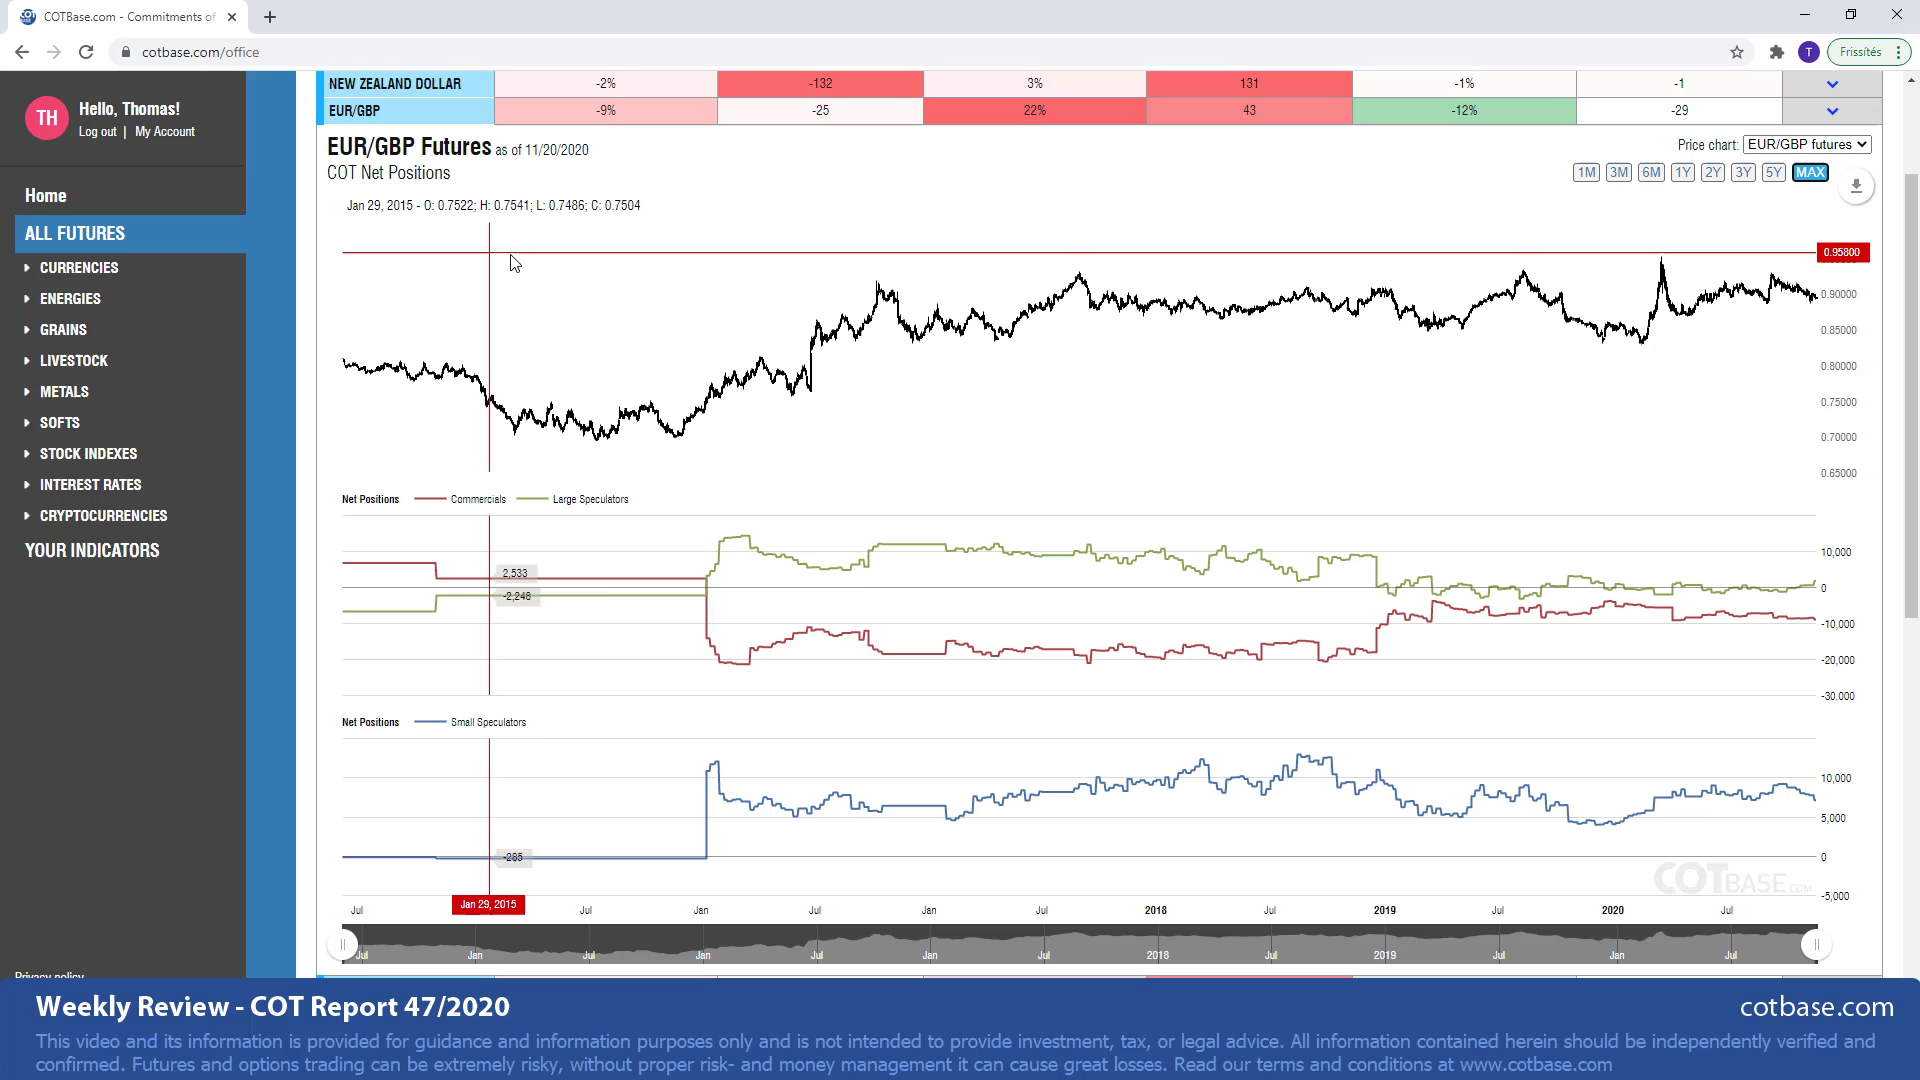 COTBase.com - Commitments of
cotbase.com/office
T
Frissítés
TH
Hello, Thomas!
Log out | My Account
Home
ALL FUTURES
CURRENCIES
ENERGIES
GRAINS
LIVESTOCK
METALS
SOFTS
STOCK INDEXES
INTEREST RATES
CRYPTOCURRENCIES
YOUR INDICATORS
Privacy policy
NEW ZEALAND DOLLAR -2% -132 3% 131 -1% -1
EUR/GBP -9% -25 22% 43 -12% -29
EUR/GBP Futures as of 11/20/2020
Price chart: EUR/GBP futures
COT Net Positions
1M 3M 6M 1Y 2Y 3Y 5Y MAX
Jan 29, 2015 - O: 0.7522; H: 0.7541; L: 0.7486; C: 0.7504
0.95800
0.90000
0.85000
0.80000
0.75000
0.70000
0.65000
Net Positions Commercials Large Speculators
10,000
2,533
0
-2,248
-10,000
-20,000
-30,000
Net Positions Small Speculators
10,000
5,000
-285
0
COTBASE.COM
-5,000
Jul Jan 29, 2015 Jul Jan Jul Jan Jul 2018 Jul 2019 Jul 2020 Jul
Jul Jan Jul Jan Jul Jan Jul 2018 Jul 2019 Jul Jan Jul
Weekly Review - COT Report 47/2020
cotbase.com
This video and its information is provided for guidance and information purposes only and is not intended to provide investment, tax, or legal advice. All information contained herein should be independently verified and
confirmed. Futures and options trading can be extremely risky, without proper risk- and money management it can cause great losses. Read our terms and conditions at www.cotbase.com